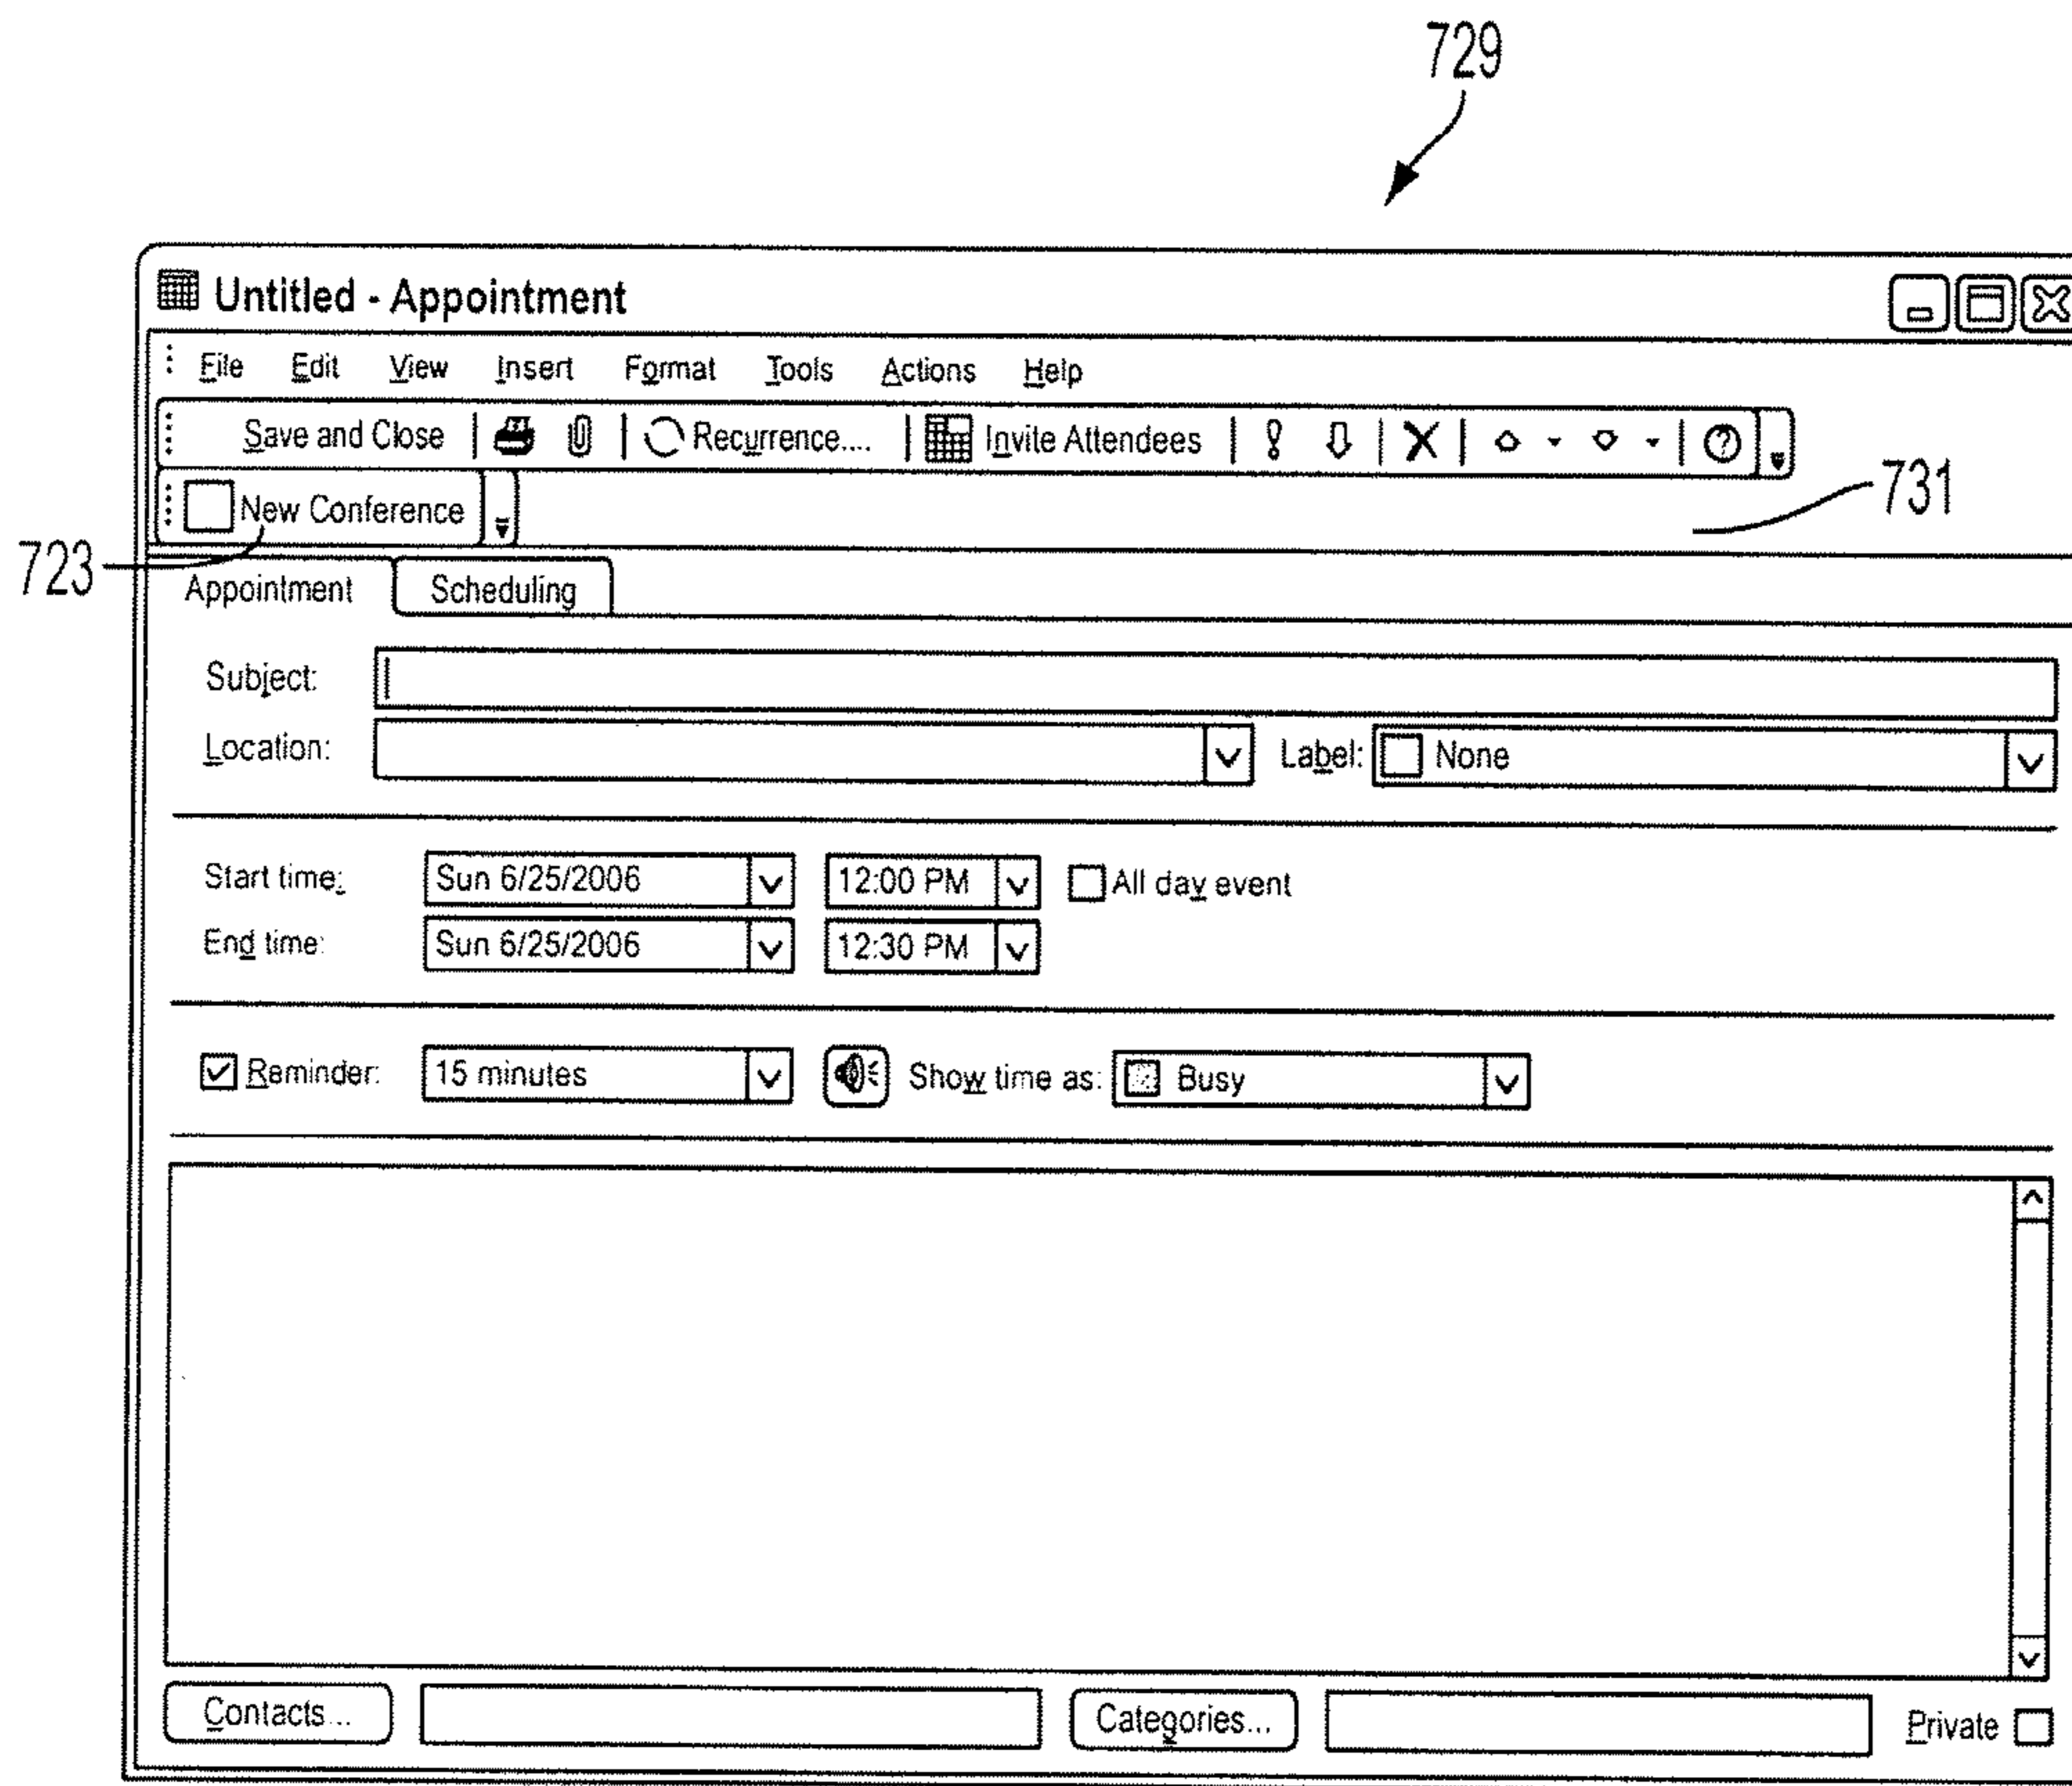 729
Untitled - Appointment
File Edit View Insert Format Tools Actions Help
Save and Close Recurrence.... Invite Attendees
New Conference
731
723
Appointment Scheduling
Subject:
Location: Label: None
Start time: Sun 6/25/2006 12:00 PM All day event
End time: Sun 6/25/2006 12:30 PM
Reminder: 15 minutes Show time as: Busy
Contacts... Categories... Private